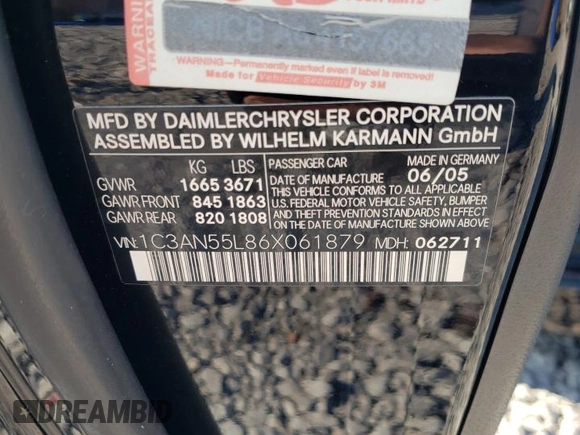 WARNING
WARNING—Permanently marked even if label is removed!
Made for Vehicle Security by 3M
MFD BY DAIMLERCHRYSLER CORPORATION
ASSEMBLED BY WILHELM KARMANN GmbH
KG LBS PASSENGER CAR MADE IN GERMANY
GVWR 1665 3671 DATE OF MANUFACTURE 06/05
GAWR FRONT 845 1863 THIS VEHICLE CONFORMS TO ALL APPLICABLE
U.S. FEDERAL MOTOR VEHICLE SAFETY, BUMPER
GAWR REAR 820 1808 AND THEFT PREVENTION STANDARDS IN
EFFECT ON THE DATE OF MFR. SHOWN ABOVE.
VIN: 1C3AN55L86X061879 MDH: 062711
DREAMBID